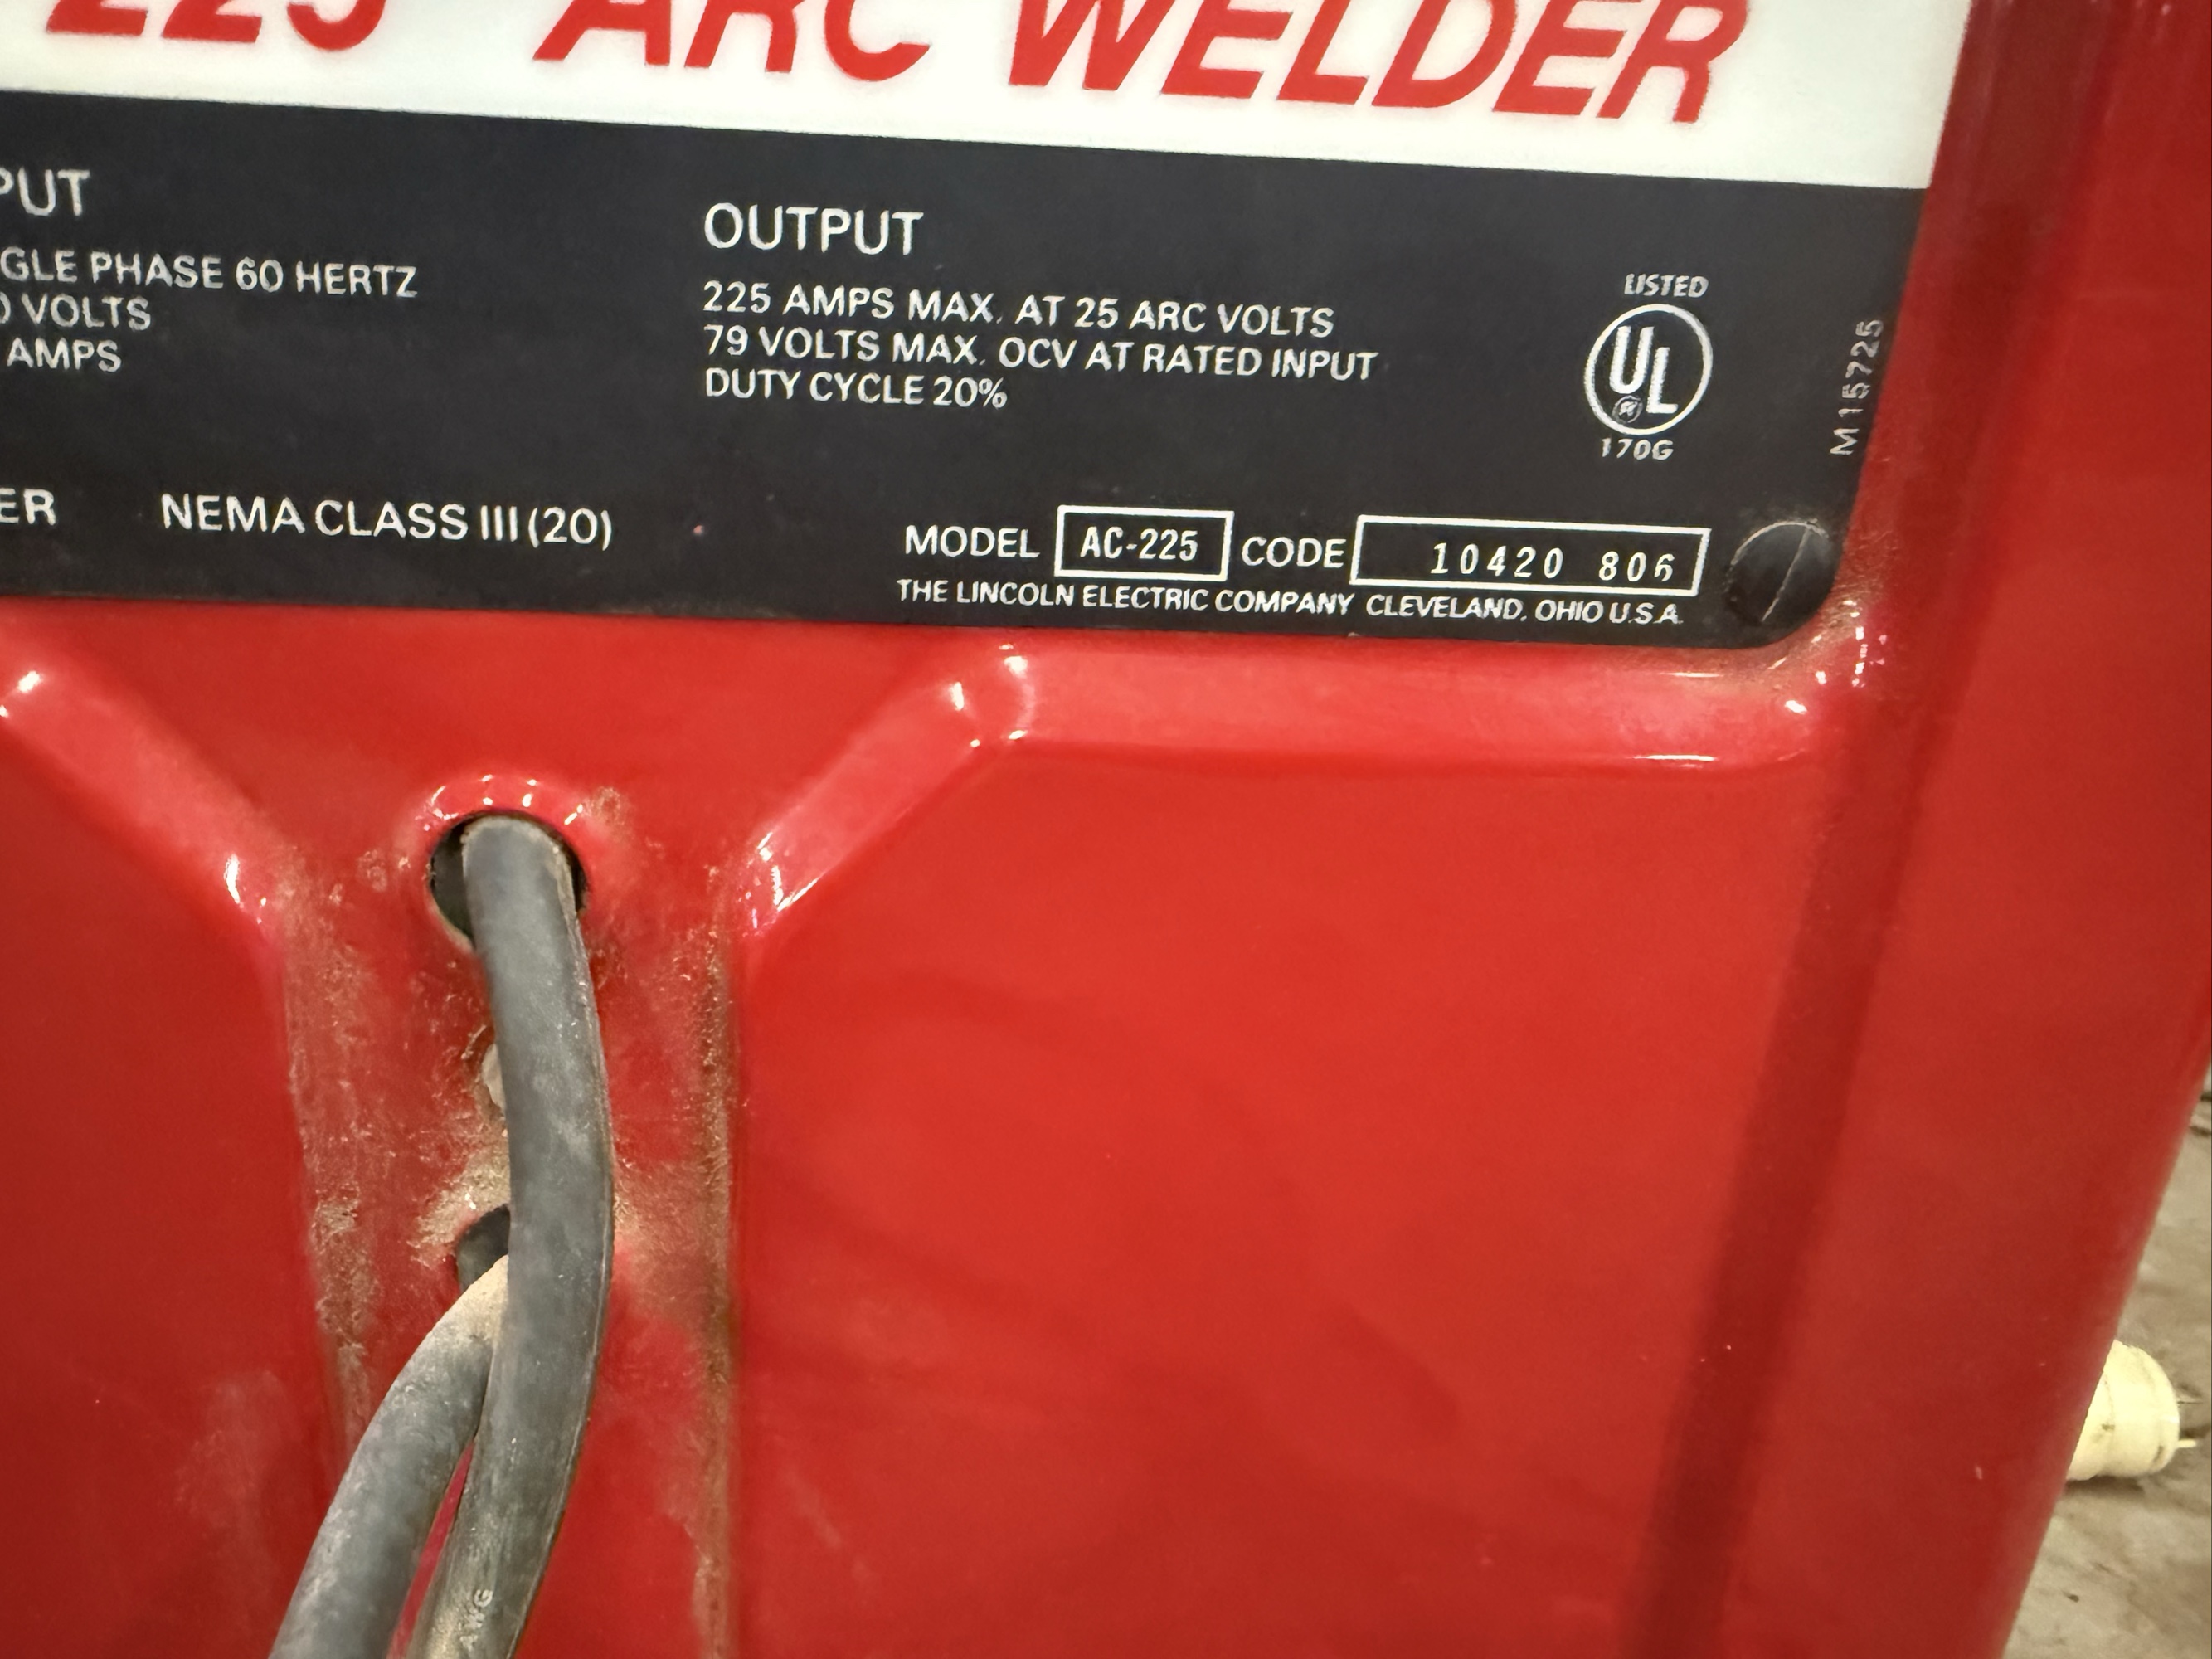 225 ARC WELDER
PUT
GLE PHASE 60 HERTZ
VOLTS
AMPS
ER
NEMA CLASS III (20)
OUTPUT
225 AMPS MAX. AT 25 ARC VOLTS
79 VOLTS MAX. OCV AT RATED INPUT
DUTY CYCLE 20%
LISTED
UL
®
170G
M15725
MODEL AC-225 CODE 10420 806
THE LINCOLN ELECTRIC COMPANY CLEVELAND, OHIO U.S.A.
AWG